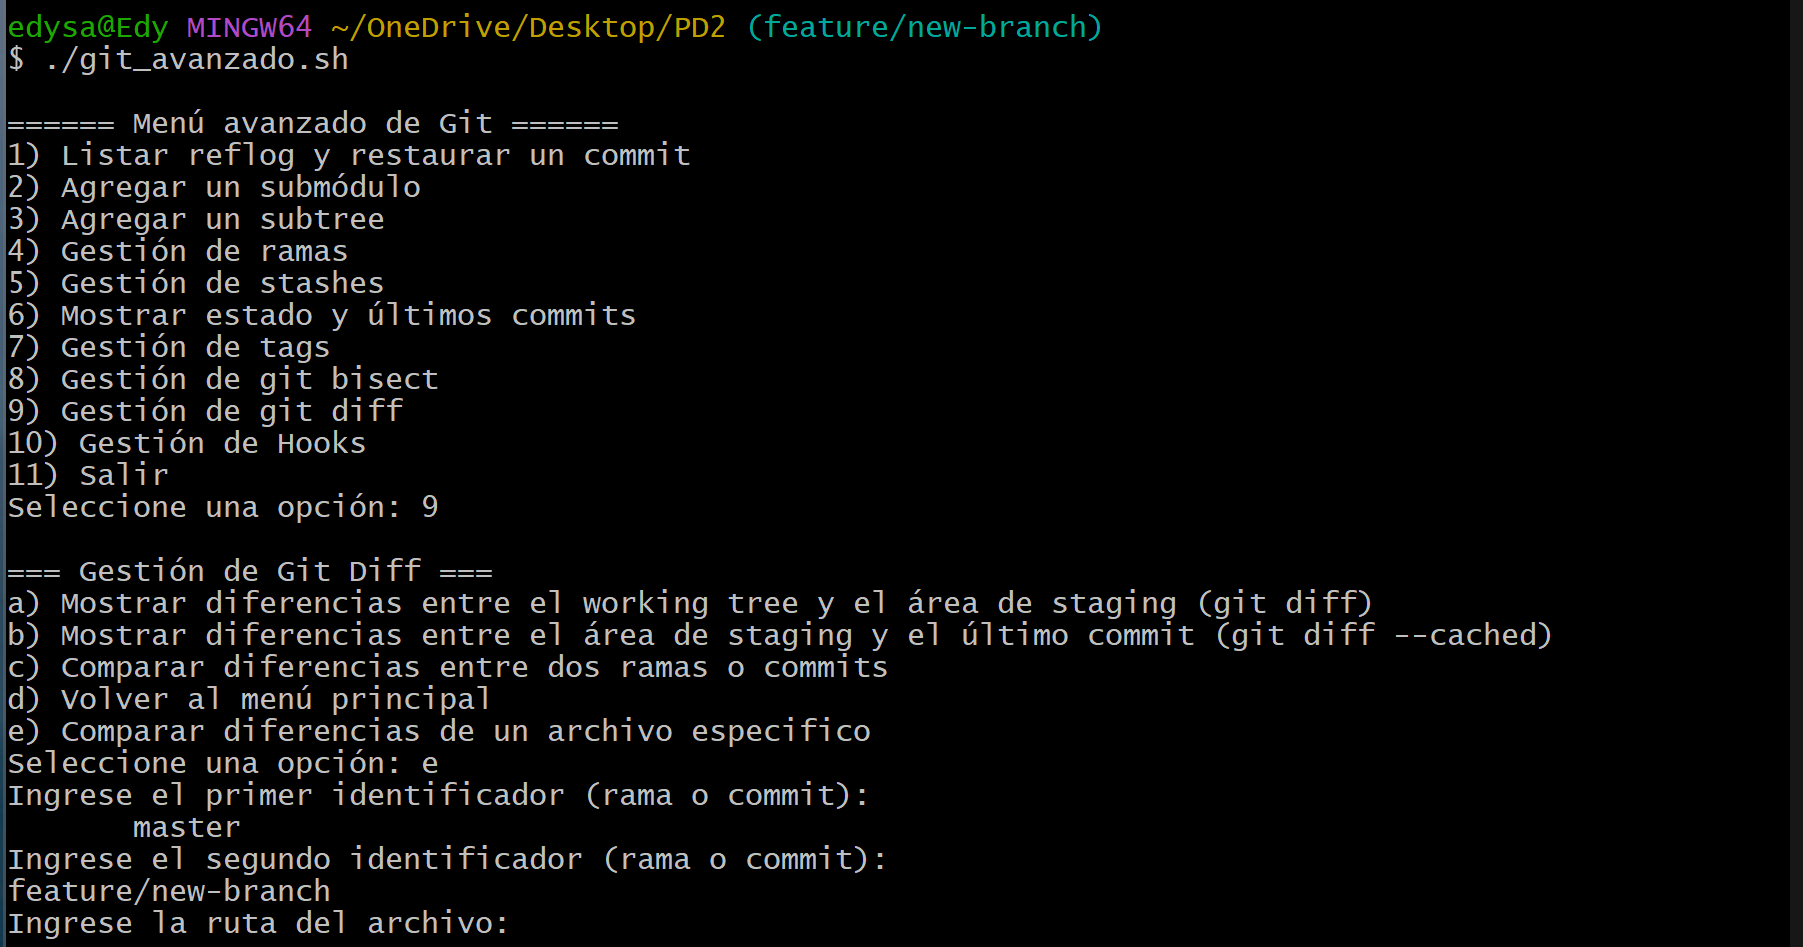 edysa@Edy MINGW64 ~/OneDrive/Desktop/PD2 (feature/new-branch)
$ ./git_avanzado.sh
====== Menú avanzado de Git ======
1) Listar reflog y restaurar un commit
2) Agregar un submódulo
3) Agregar un subtree
4) Gestión de ramas
5) Gestión de stashes
6) Mostrar estado y últimos commits
7) Gestión de tags
8) Gestión de git bisect
9) Gestión de git diff
10) Gestión de Hooks
11) Salir
Seleccione una opción: 9
=== Gestión de Git Diff ===
a) Mostrar diferencias entre el working tree y el área de staging (git diff)
b) Mostrar diferencias entre el área de staging y el último commit (git diff --cached)
c) Comparar diferencias entre dos ramas o commits
d) Volver al menú principal
e) Comparar diferencias de un archivo especifico
Seleccione una opción: e
Ingrese el primer identificador (rama o commit):
master
Ingrese el segundo identificador (rama o commit):
feature/new-branch
Ingrese la ruta del archivo: